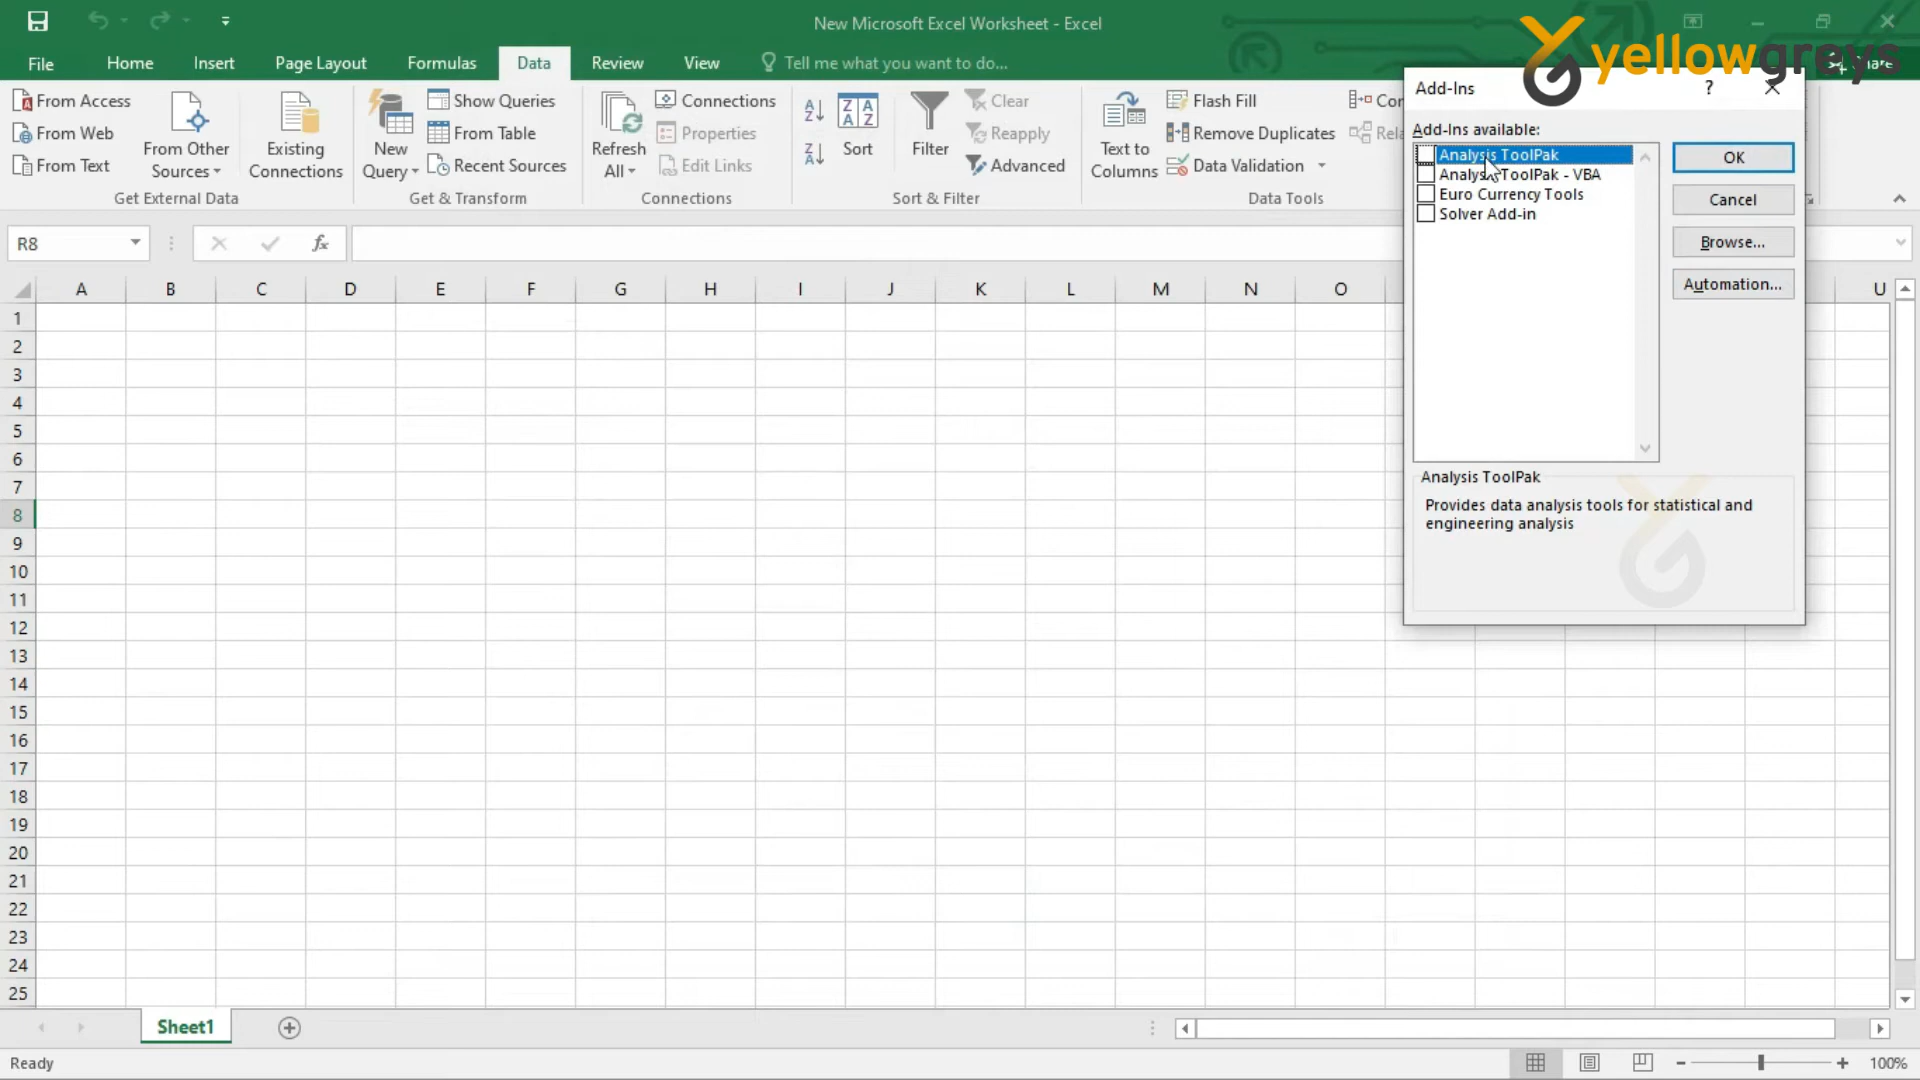 New Microsoft Excel Worksheet - Excel
yellowgreys
File
Home
Insert
Page Layout
Formulas
Data
Review
View
Tell me what you want to do...
From Access
From Web
From Text
From Other
Sources
Existing
Connections
Get External Data
New
Query
Show Queries
From Table
Recent Sources
Get & Transform
Refresh
All
Connections
Properties
Edit Links
Connections
Sort
Filter
Clear
Reapply
Advanced
Sort & Filter
Text to
Columns
Flash Fill
Remove Duplicates
Data Validation
Data Tools
Add-Ins
?
Add-Ins available:
Analysis ToolPak
Analysis ToolPak - VBA
Euro Currency Tools
Solver Add-in
OK
Cancel
Browse...
Automation...
Analysis ToolPak
Provides data analysis tools for statistical and
engineering analysis
R8
fx
A B C D E F G H I J K L M N O U
1
2
3
4
5
6
7
8
9
10
11
12
13
14
15
16
17
18
19
20
21
22
23
24
25
Sheet1
Ready
100%